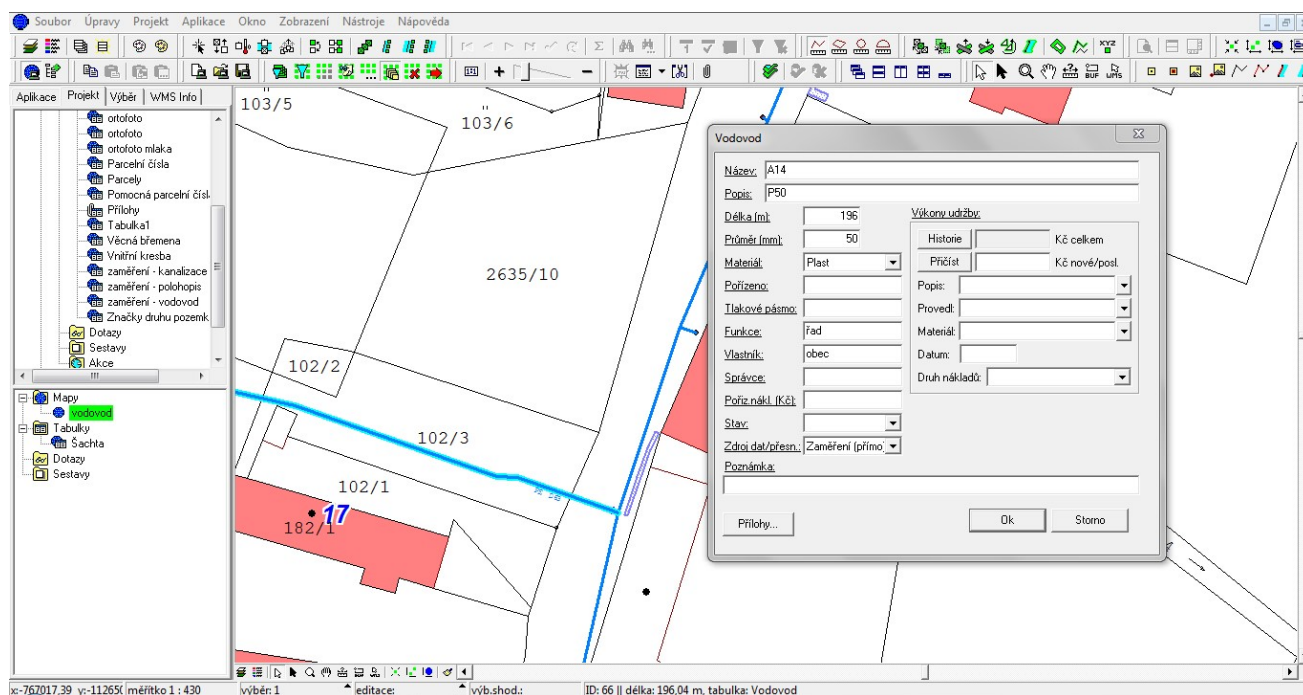 Soubor Úpravy Projekt Aplikace Okno Zobrazení Nástroje Nápověda
Aplikace Projekt Výběr WMS Info
ortofoto
ortofoto
ortofoto mlaka
Parcelní čísla
Parcely
Pomocná parcelní čísl
Přílohy
Tabulka1
Věcná břemena
Vnitřní kresba
zaměření - kanalizace
zaměření - polohopis
zaměření - vodovod
Značky druhu pozemk
Dotazy
Sestavy
Akce
Mapy
vodovod
Tabulky
Šachta
Dotazy
Sestavy
103/5
103/6
2635/10
102/2
102/3
102/1
17
182/1
Vodovod
Název: A14
Popis: P50
Délka (m): 196
Průměr (mm): 50
Materiál: Plast
Pořízeno:
Tlakové pásmo:
Funkce: řad
Vlastník: obec
Správce:
Poříz.nákl. (Kč):
Stav:
Zdroj dat/přesn.: Zaměření (přímo)
Poznámka:
Výkony udržby:
Historie Kč celkem
Přičíst Kč nové/posl.
Popis:
Provedl:
Materiál:
Datum:
Druh nákladů:
Přílohy... Ok Storno
x:-767017.39 y:-11265 měřítko 1 : 430 výběr: 1 editace: výb.shod.: ID: 66 || délka: 196,04 m, tabulka: Vodovod